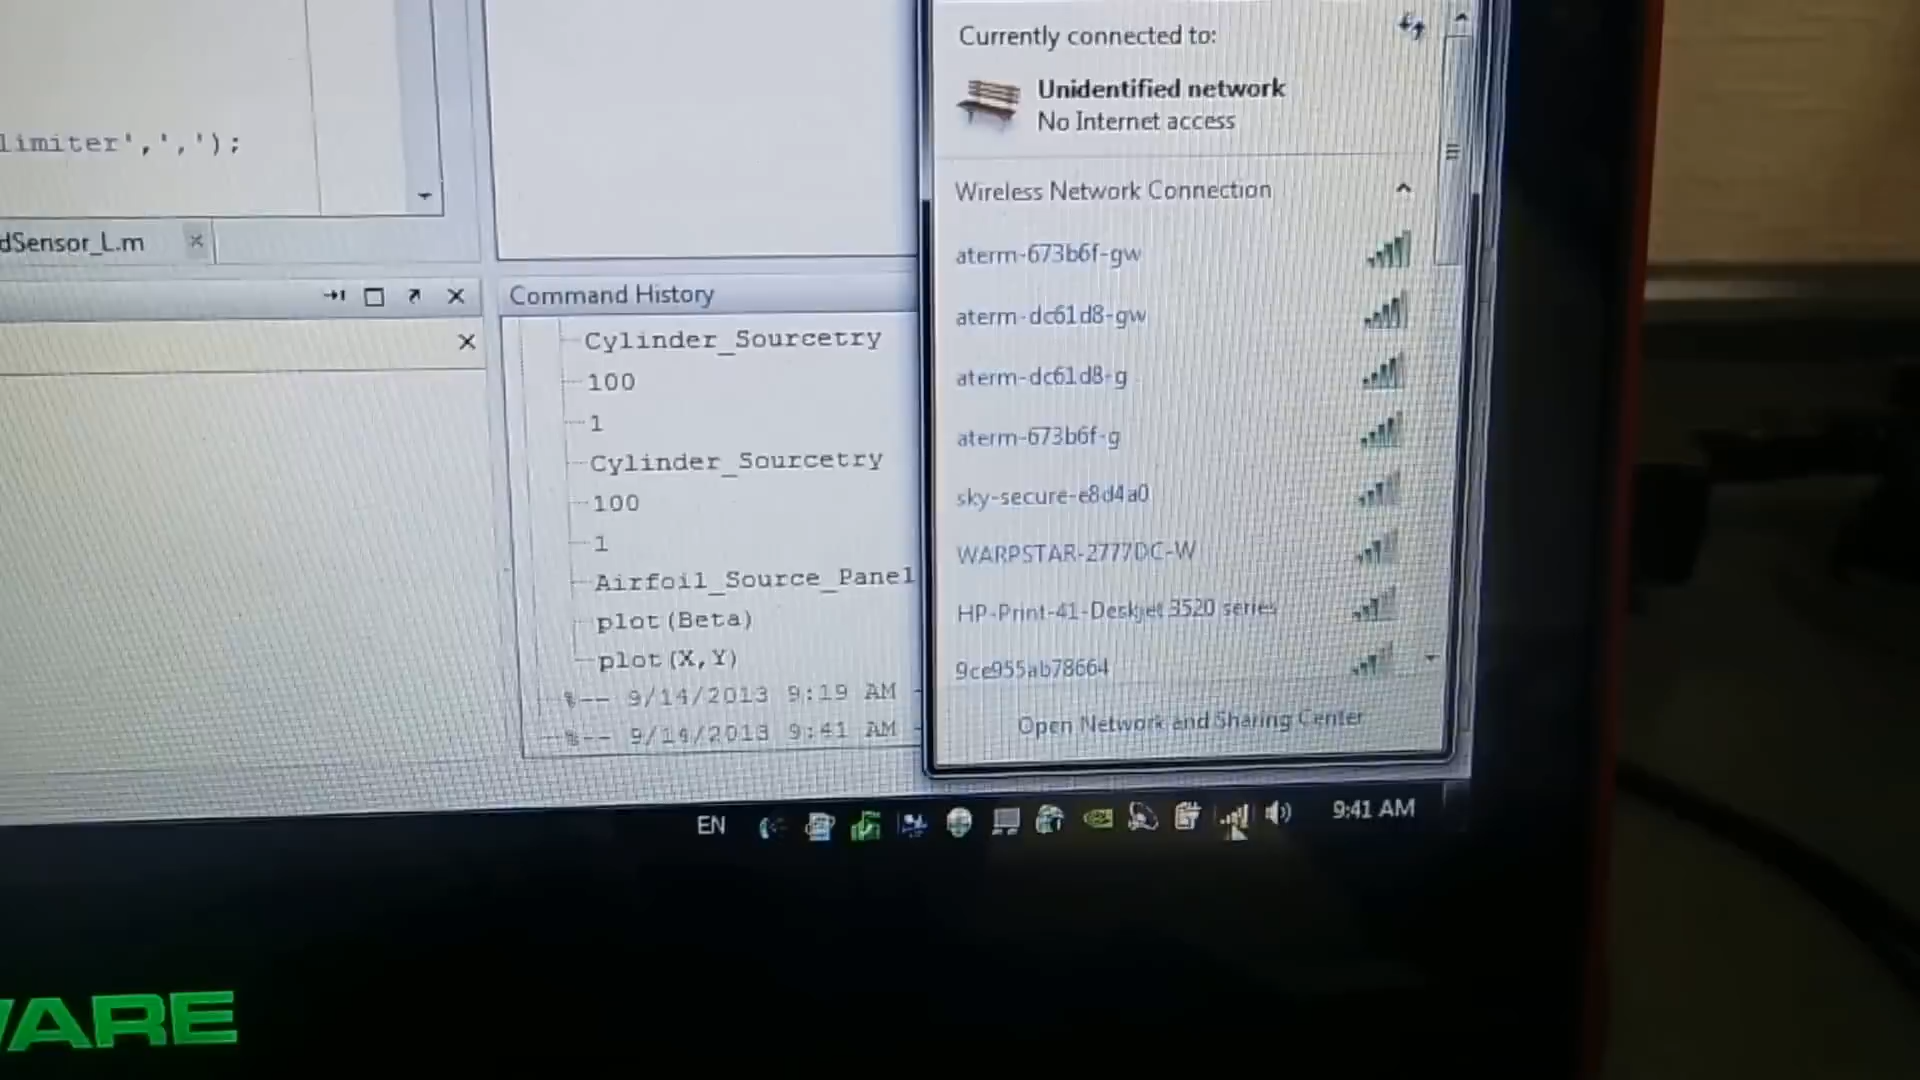 limiter',',');
dSensor_L.m
Command History
Cylinder_Sourcetry
100
1
Cylinder_Sourcetry
100
1
Airfoil_Source_Panel
plot(Beta)
plot(X,Y)
%-- 9/14/2013 9:19 AM -
%-- 9/14/2013 9:41 AM -
Currently connected to:
Unidentified network
No Internet access
Wireless Network Connection
aterm-673b6f-gw
aterm-dc61d8-gw
aterm-dc61d8-g
aterm-673b6f-g
sky-secure-e8d4a0
WARPSTAR-2777DC-W
HP-Print-41-Deskjet 3520 series
9ce955ab78664
Open Network and Sharing Center
EN
9:41 AM
WARE